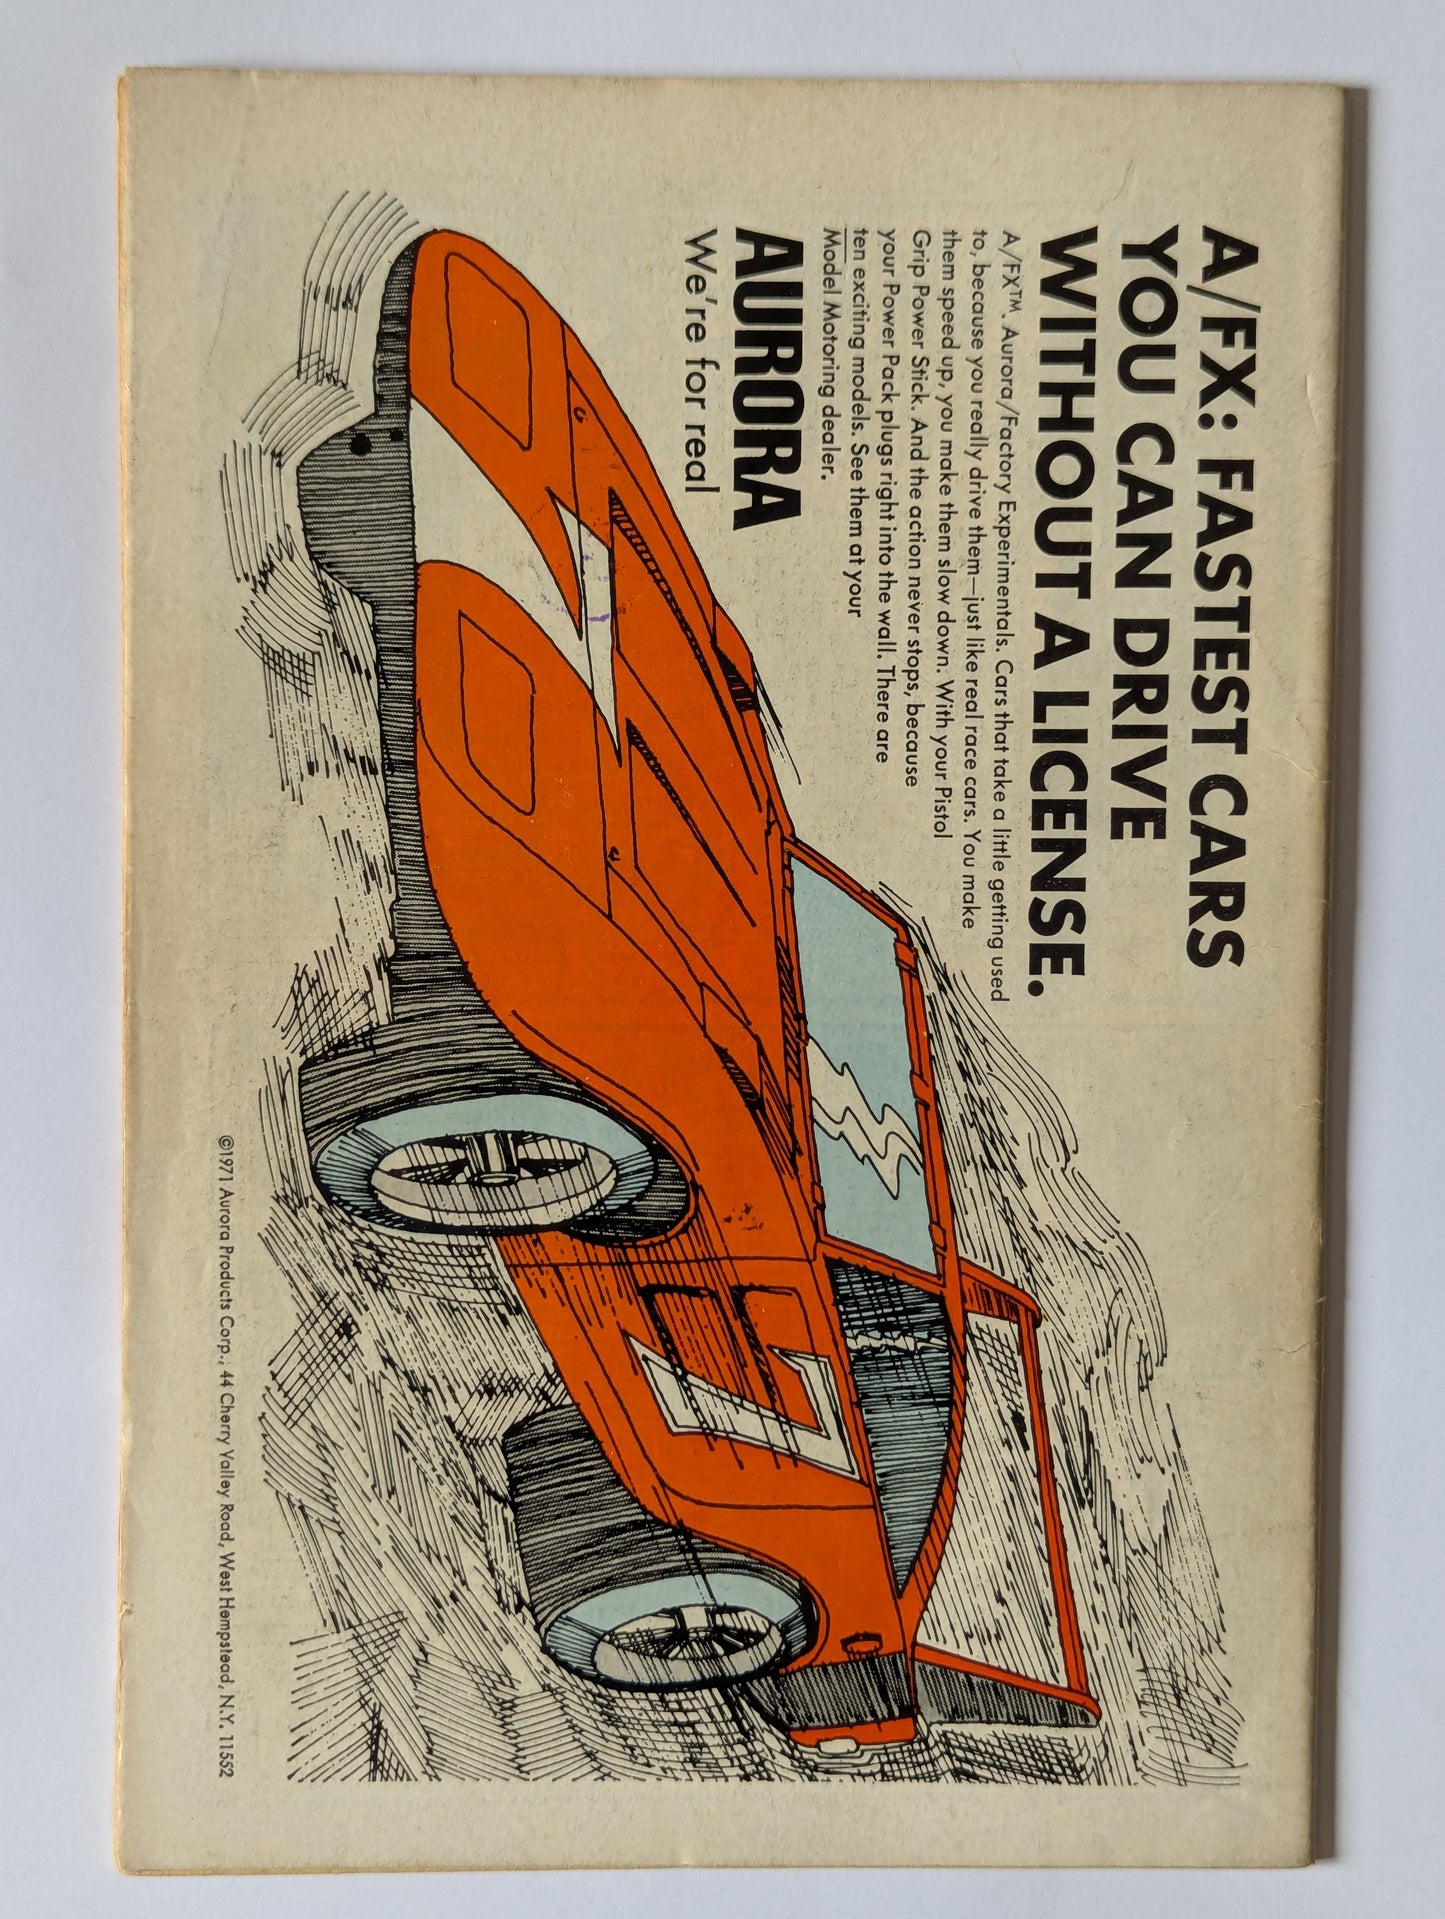 A/FX: FASTEST CARS
YOU CAN DRIVE
WITHOUT A LICENSE.
A/FX™. Aurora/Factory Experimentals. Cars that take a little getting used
to, because you really drive them—just like real race cars. You make
them speed up, you make them slow down. With your Pistol
Grip Power Stick. And the action never stops, because
your Power Pack plugs right into the wall. There are
ten exciting models. See them at your
Model Motoring dealer.
AURORA
We're for real
©1971 Aurora Products Corp., 44 Cherry Valley Road, West Hempstead, N.Y. 11552